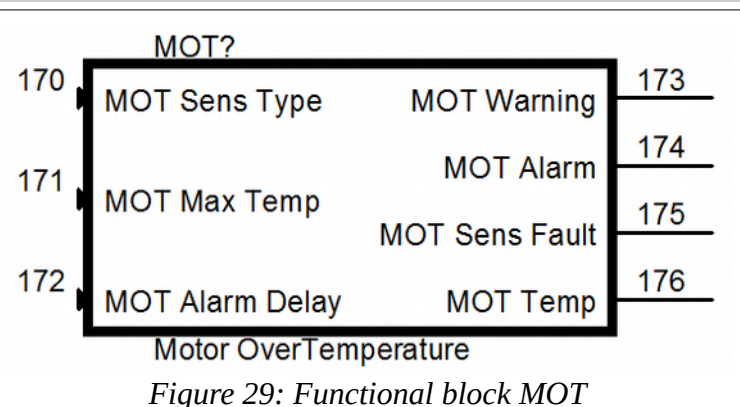 MOT?
170 MOT Sens Type MOT Warning 173
MOT Alarm 174
171 MOT Max Temp
MOT Sens Fault 175
172 MOT Alarm Delay MOT Temp 176
Motor OverTemperature
Figure 29: Functional block MOT